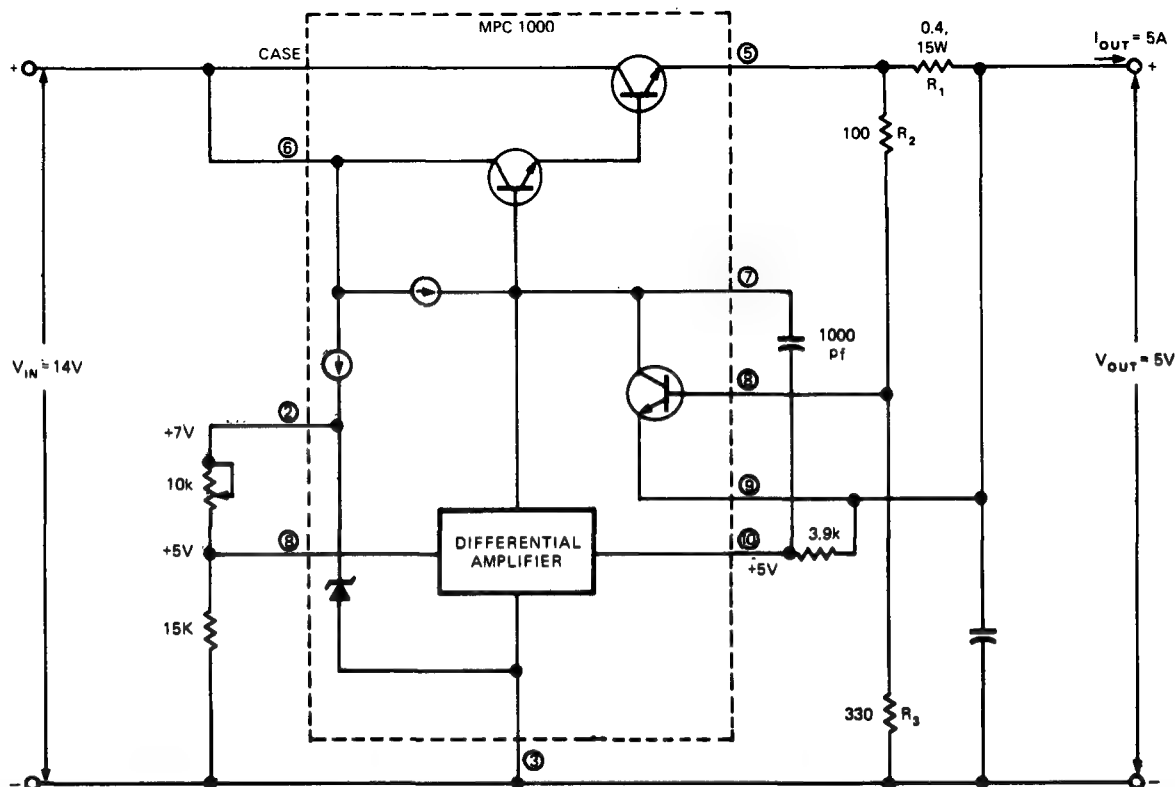 MPC 1000
0.4,
15W
R1
IOUT = 5A
+
CASE
⑤
+
100 R2
⑥
⑦
1000
pf
VIN = 14V
VOUT = 5V
⑧
②
+7V
10k
⑨
3.9k
⑧
+5V
DIFFERENTIAL
AMPLIFIER
⑩
+5V
15K
330 R3
③
-
-